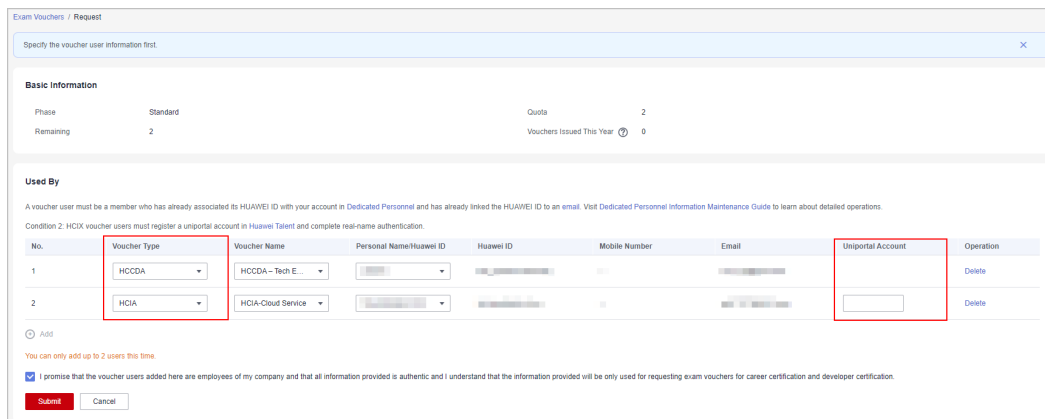 Exam Vouchers / Request
Specify the voucher user information first.
Basic Information
Phase Standard Quota 2
Remaining 2 Vouchers Issued This Year ? 0
Used By
A voucher user must be a member who has already associated its HUAWEI ID with your account in Dedicated Personnel and has already linked the HUAWEI ID to an email. Visit Dedicated Personnel Information Maintenance Guide to learn about detailed operations.
Condition 2: HCIX voucher users must register a uniportal account in Huawei Talent and complete real-name authentication.
No. Voucher Type Voucher Name Personal Name/Huawei ID Huawei ID Mobile Number Email Uniportal Account Operation
1 HCCDA HCCDA – Tech E... Delete
2 HCIA HCIA-Cloud Service Delete
Add
You can only add up to 2 users this time.
I promise that the voucher users added here are employees of my company and that all information provided is authentic and I understand that the information provided will be only used for requesting exam vouchers for career certification and developer certification.
Submit Cancel